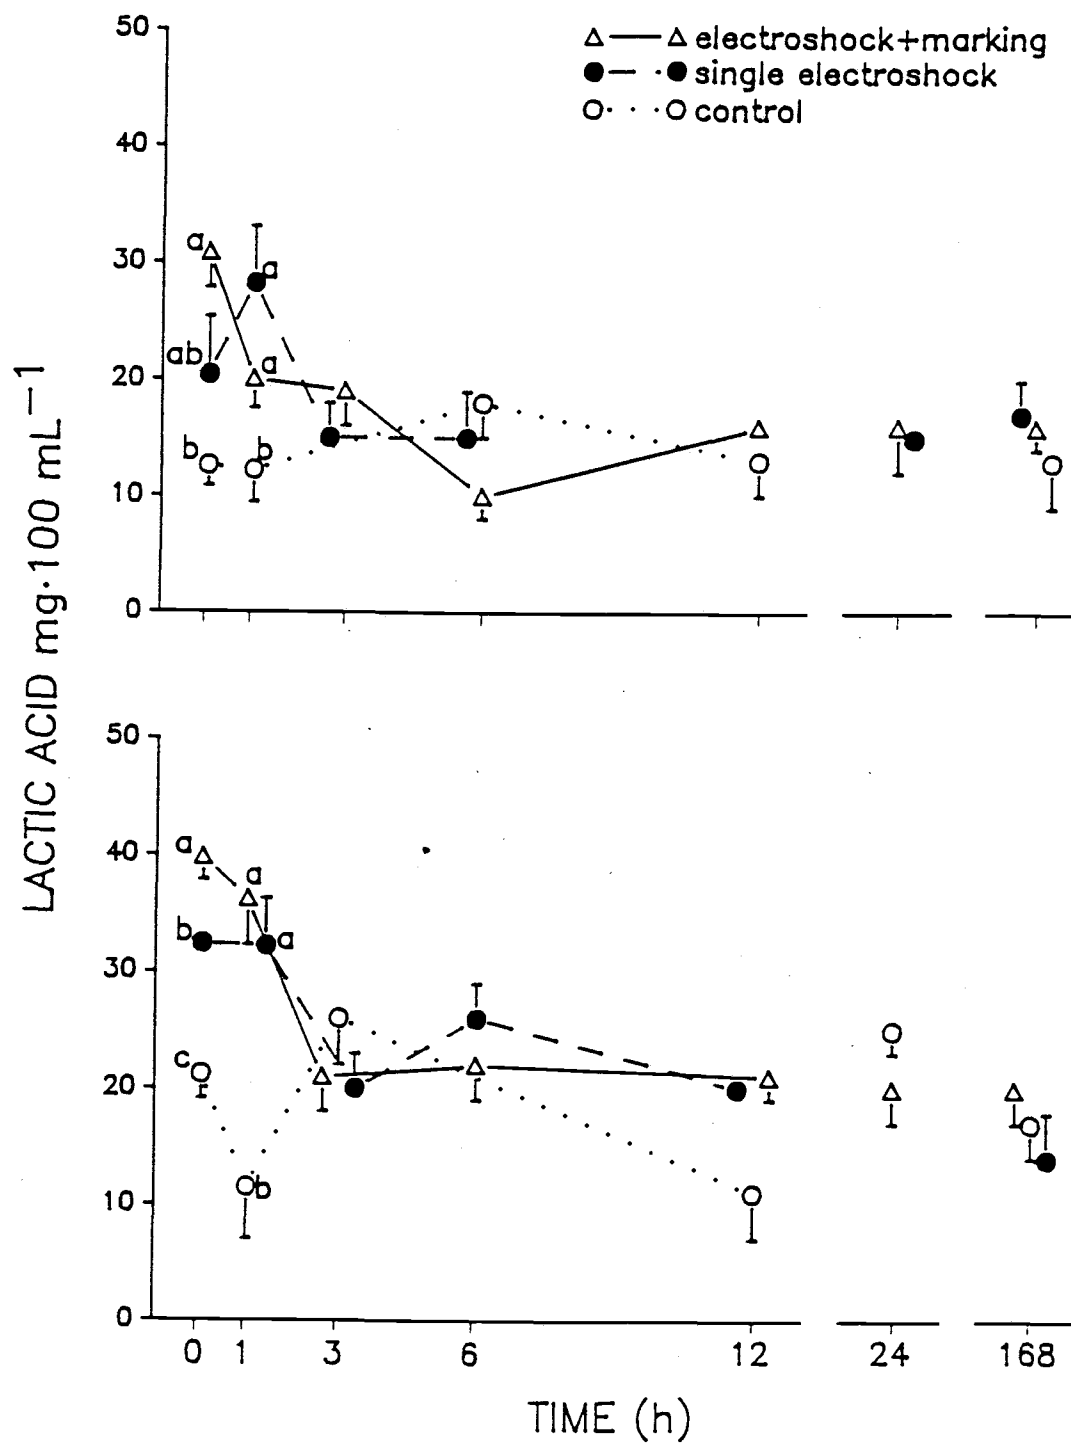 50
40
30
20
10
0
electroshock+marking
single electroshock
control
a
a
ab
a
b
b
LACTIC ACID mg·100 mL⁻¹
50
40
30
20
10
0
a
a
b
a
c
b
0 1 3 6 12 24 168
TIME (h)